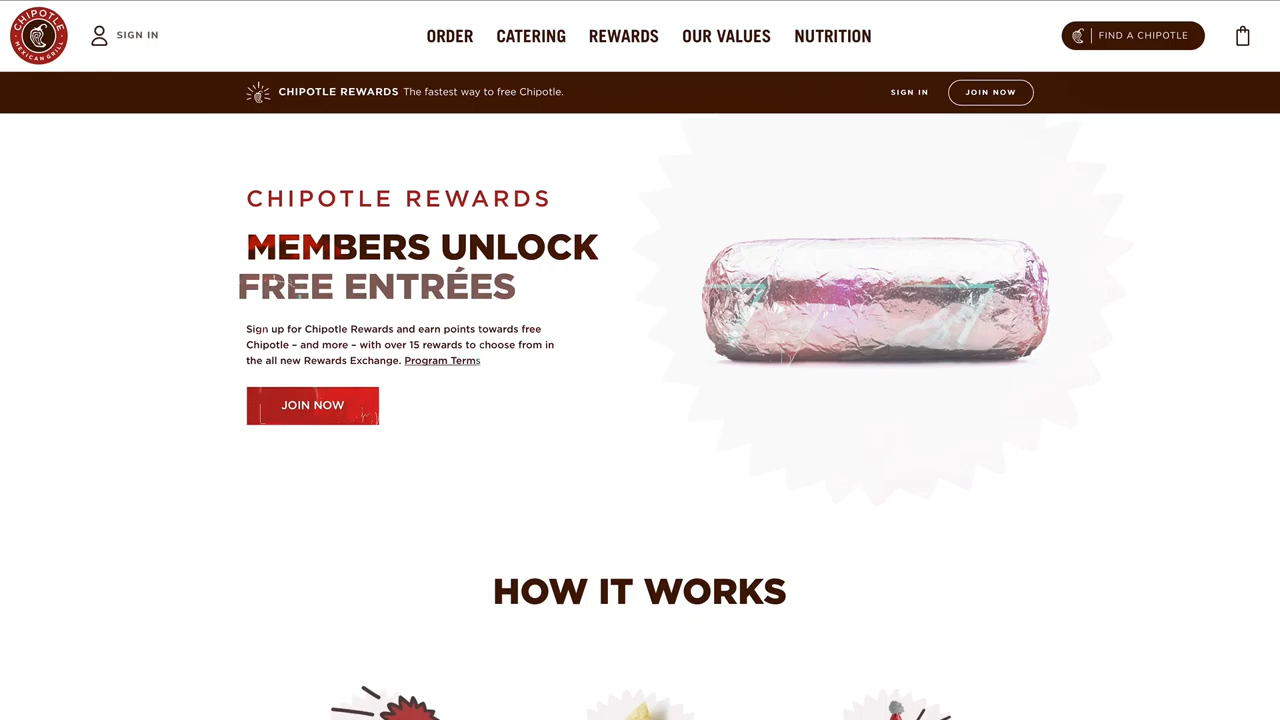 CHIPOTLE
MEXICAN GRILL
SIGN IN
ORDER
CATERING
REWARDS
OUR VALUES
NUTRITION
FIND A CHIPOTLE
CHIPOTLE REWARDS The fastest way to free Chipotle.
SIGN IN
JOIN NOW
CHIPOTLE REWARDS
MEMBERS UNLOCK
FREE ENTRÉES
Sign up for Chipotle Rewards and earn points towards free
Chipotle – and more – with over 15 rewards to choose from in
the all new Rewards Exchange. Program Terms
JOIN NOW
HOW IT WORKS